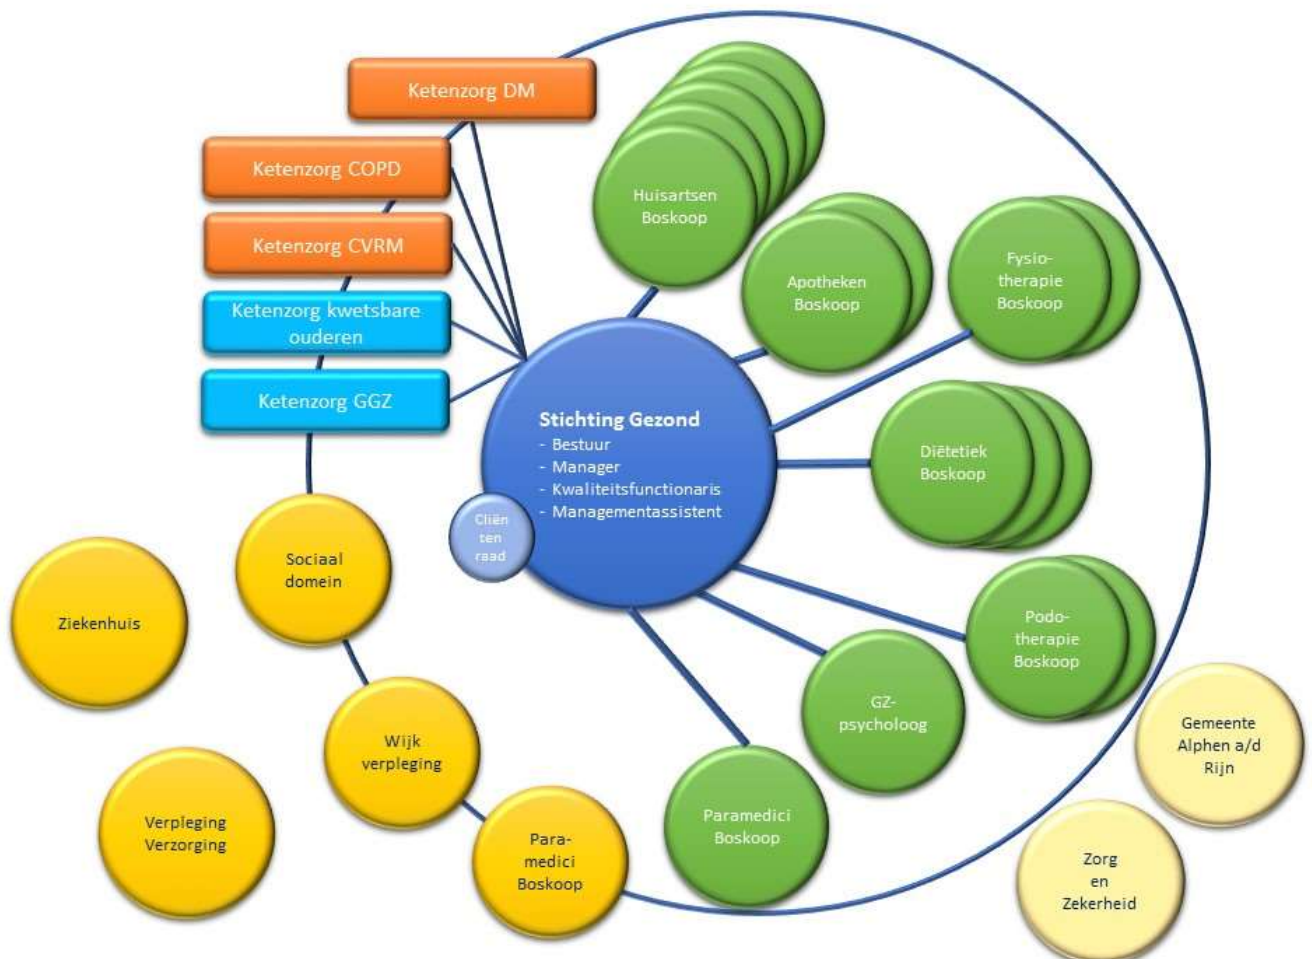 Ketenzorg DM
Ketenzorg COPD
Ketenzorg CVRM
Ketenzorg kwetsbare
ouderen
Ketenzorg GGZ
Huisartsen
Boskoop
Apotheken
Boskoop
Fysio-
therapie
Boskoop
Stichting Gezond
- Bestuur
- Manager
- Kwaliteitsfunctionaris
- Managementassistent
Cliën
ten
raad
Diëtetiek
Boskoop
Sociaal
domein
Ziekenhuis
Podo-
therapie
Boskoop
GZ-
psycholoog
Wijk
verpleging
Gemeente
Alphen a/d
Rijn
Verpleging
Verzorging
Para-
medici
Boskoop
Paramedici
Boskoop
Zorg
en
Zekerheid